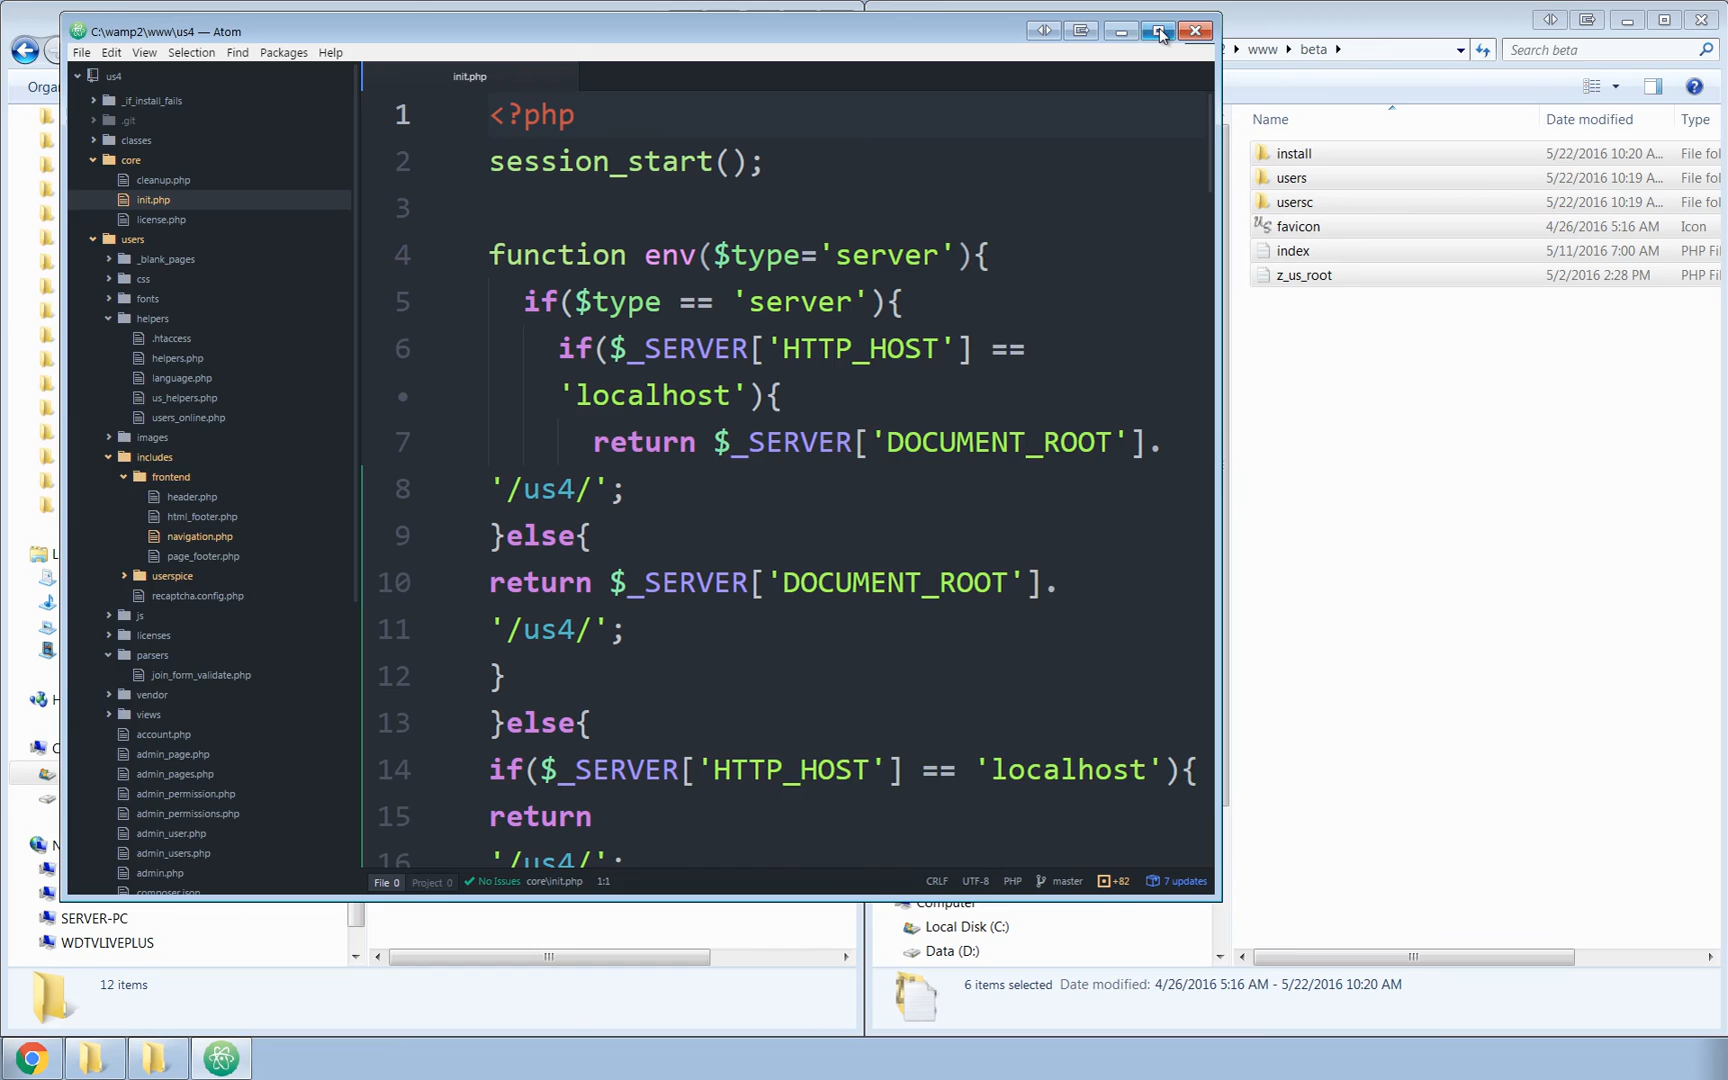 C:\wamp2\www\us4 — Atom
File Edit View Selection Find Packages Help
us4
_if_install_fails
.git
classes
core
cleanup.php
init.php
license.php
users
_blank_pages
css
fonts
helpers
.htaccess
helpers.php
language.php
us_helpers.php
users_online.php
images
includes
frontend
header.php
html_footer.php
navigation.php
page_footer.php
userspice
recaptcha.config.php
js
licenses
parsers
join_form_validate.php
vendor
views
account.php
admin_page.php
admin_pages.php
admin_permission.php
admin_permissions.php
admin_user.php
admin_users.php
admin.php
composer.json
init.php
1 <?php
2 session_start();
3
4 function env($type='server'){
5 if($type == 'server'){
6 if($_SERVER['HTTP_HOST'] ==
• 'localhost'){
7 return $_SERVER['DOCUMENT_ROOT'].
8 '/us4/';
9 }else{
10 return $_SERVER['DOCUMENT_ROOT'].
11 '/us4/';
12 }
13 }else{
14 if($_SERVER['HTTP_HOST'] == 'localhost'){
15 return
16 '/us4/';
File 0 Project 0 No Issues core\init.php 1:1 CRLF UTF-8 PHP master +82 7 updates
www beta Search beta
Name Date modified Type
install 5/22/2016 10:20 A... File fol
users 5/22/2016 10:19 A... File fol
usersc 5/22/2016 10:19 A... File fol
favicon 4/26/2016 5:16 AM Icon
index 5/11/2016 7:00 AM PHP Fi
z_us_root 5/2/2016 2:28 PM PHP Fi
SERVER-PC
WDTVLIVEPLUS
12 items
Computer
Local Disk (C:)
Data (D:)
6 items selected Date modified: 4/26/2016 5:16 AM - 5/22/2016 10:20 AM